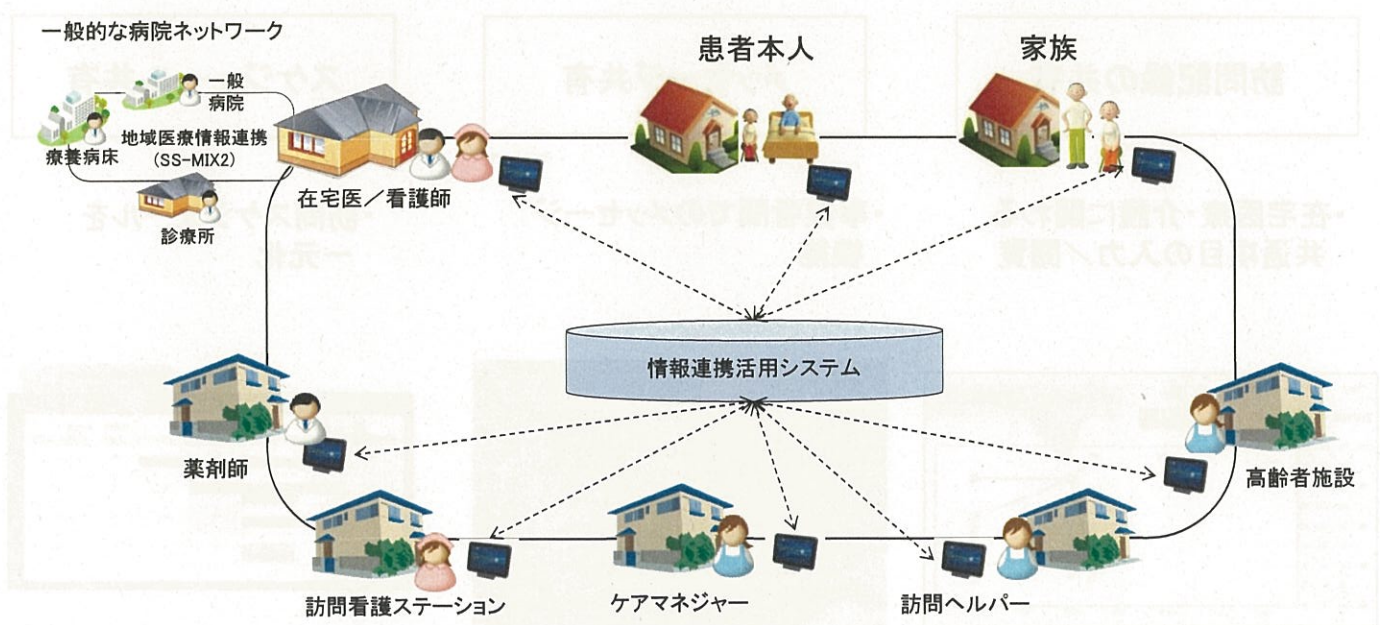 一般的な病院ネットワーク
一般
病院
療養病床
地域医療情報連携
(SS-MIX2)
診療所
在宅医／看護師
患者本人
家族
情報連携活用システム
薬剤師
高齢者施設
訪問看護ステーション
ケアマネジャー
訪問ヘルパー